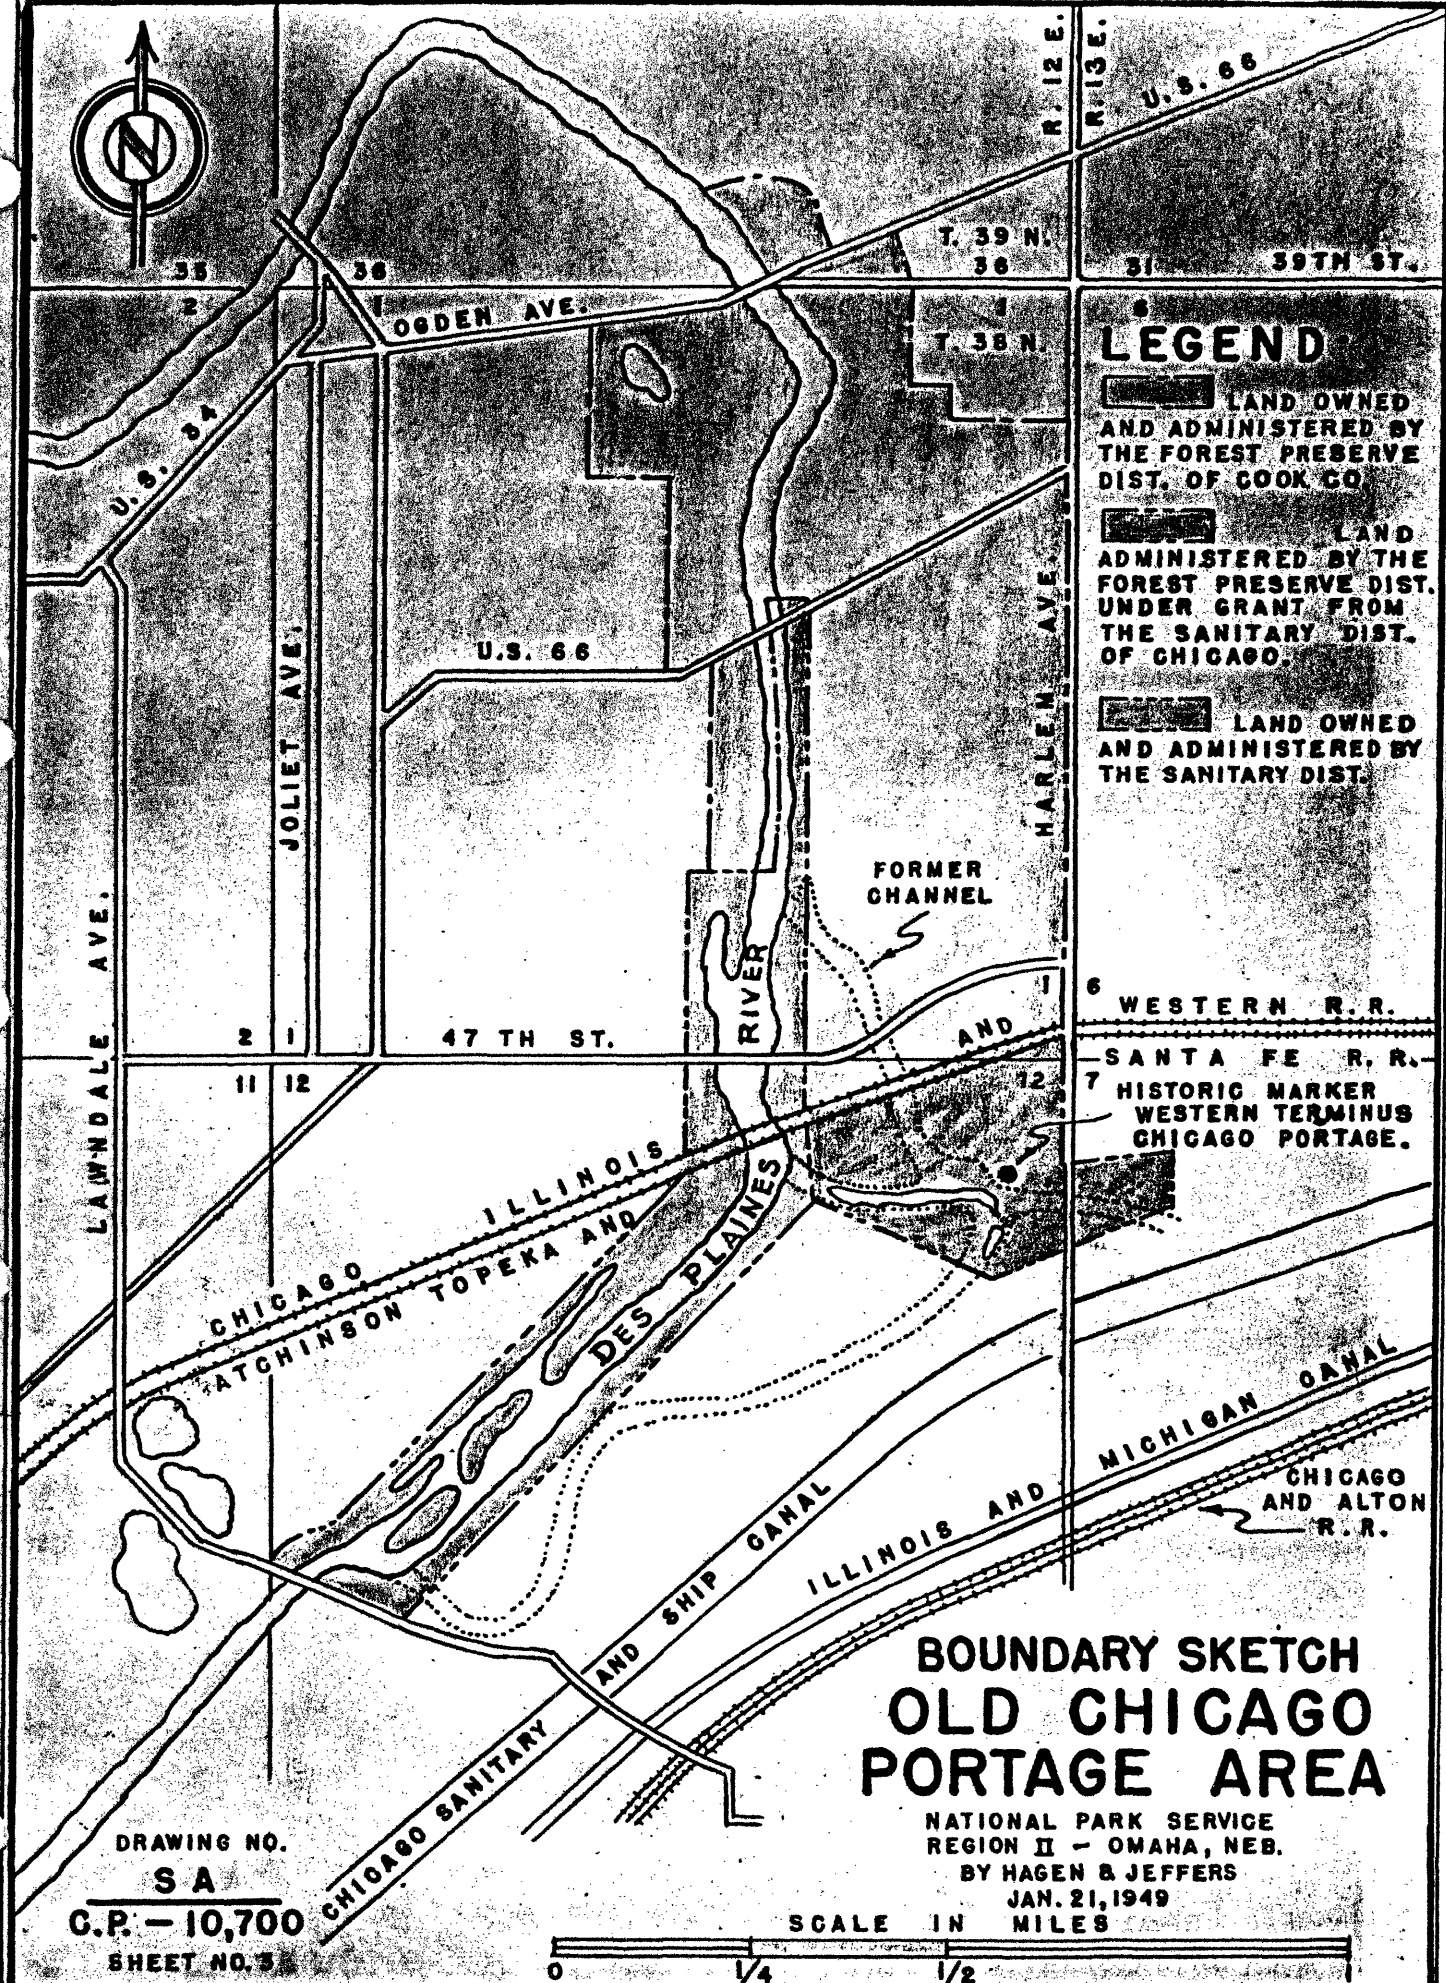 N
R. 12 E.
R. 13 E.
U.S. 66
T. 39 N.
35
36
36
31
39TH ST.
2
1
1
6
OGDEN AVE.
T. 38 N.
U.S. 34
LEGEND
LAND OWNED
AND ADMINISTERED BY
THE FOREST PRESERVE
DIST. OF COOK CO.
LAND
ADMINISTERED BY THE
FOREST PRESERVE DIST.
UNDER GRANT FROM
THE SANITARY DIST.
OF CHICAGO.
LAND OWNED
AND ADMINISTERED BY
THE SANITARY DIST.
U.S. 66
JOLIET AVE.
HARLEM AVE.
LAWNDALE AVE.
FORMER
CHANNEL
RIVER
1
6
WESTERN R.R.
AND
2
1
47 TH ST.
SANTA FE R.R.
11
12
12
7
HISTORIC MARKER
WESTERN TERMINUS
CHICAGO PORTAGE.
CHICAGO ILLINOIS
ATCHINSON TOPEKA AND
DES PLAINES
CHICAGO SANITARY AND SHIP CANAL
ILLINOIS AND MICHIGAN CANAL
CHICAGO
AND ALTON
R.R.
BOUNDARY SKETCH
OLD CHICAGO
PORTAGE AREA
NATIONAL PARK SERVICE
REGION II - OMAHA, NEB.
BY HAGEN & JEFFERS
JAN. 21, 1949
SCALE IN MILES
0 1/4 1/2 1
DRAWING NO.
SA
C.P. - 10,700
SHEET NO. 3